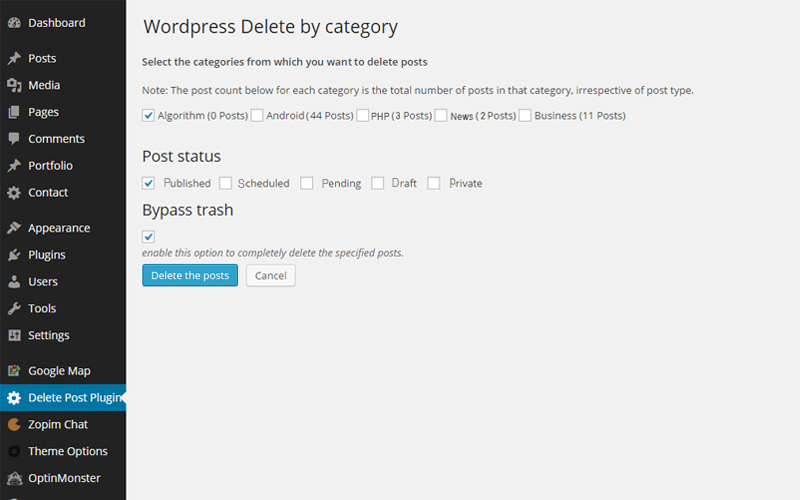 Dashboard
Posts
Media
Pages
Comments
Portfolio
Contact
Appearance
Plugins
Users
Tools
Settings
Google Map
Delete Post Plugin
Zopim Chat
Theme Options
OptinMonster
Wordpress Delete by category
Select the categories from which you want to delete posts
Note: The post count below for each category is the total number of posts in that category, irrespective of post type.
Algorithm (0 Posts) Android (44 Posts) PHP (3 Posts) News (2 Posts) Business (11 Posts)
Post status
Published Scheduled Pending Draft Private
Bypass trash
enable this option to completely delete the specified posts.
Delete the posts Cancel